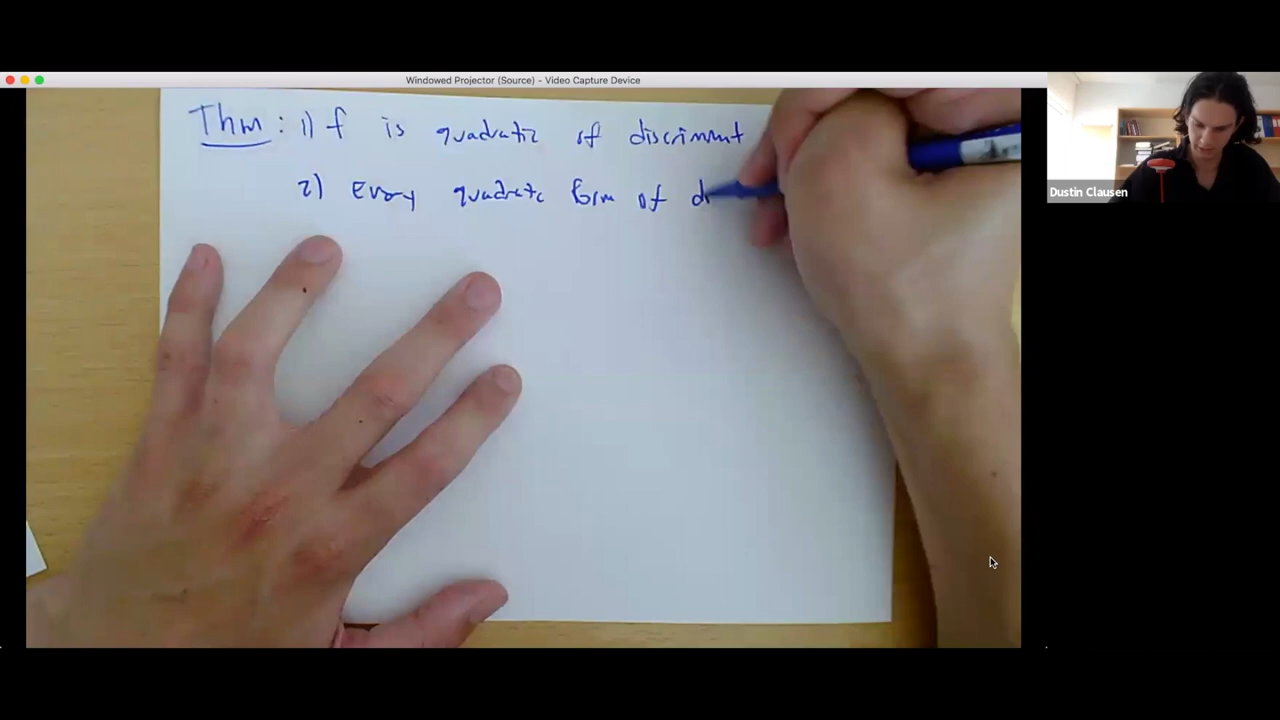 Windowed Projector (Source) - Video Capture Device
Thm: 1) f is quadratic of discriminant
2) Every quadratic form of d
Dustin Clausen